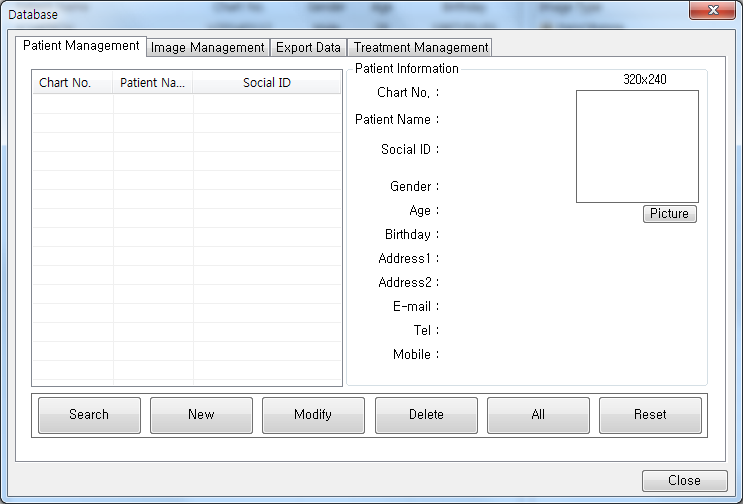 Database
Patient Management Image Management Export Data Treatment Management
Chart No. Patient Na... Social ID
Patient Information
320x240
Chart No. :
Patient Name :
Social ID :
Gender :
Age :
Picture
Birthday :
Address1 :
Address2 :
E-mail :
Tel :
Mobile :
Search New Modify Delete All Reset
Close